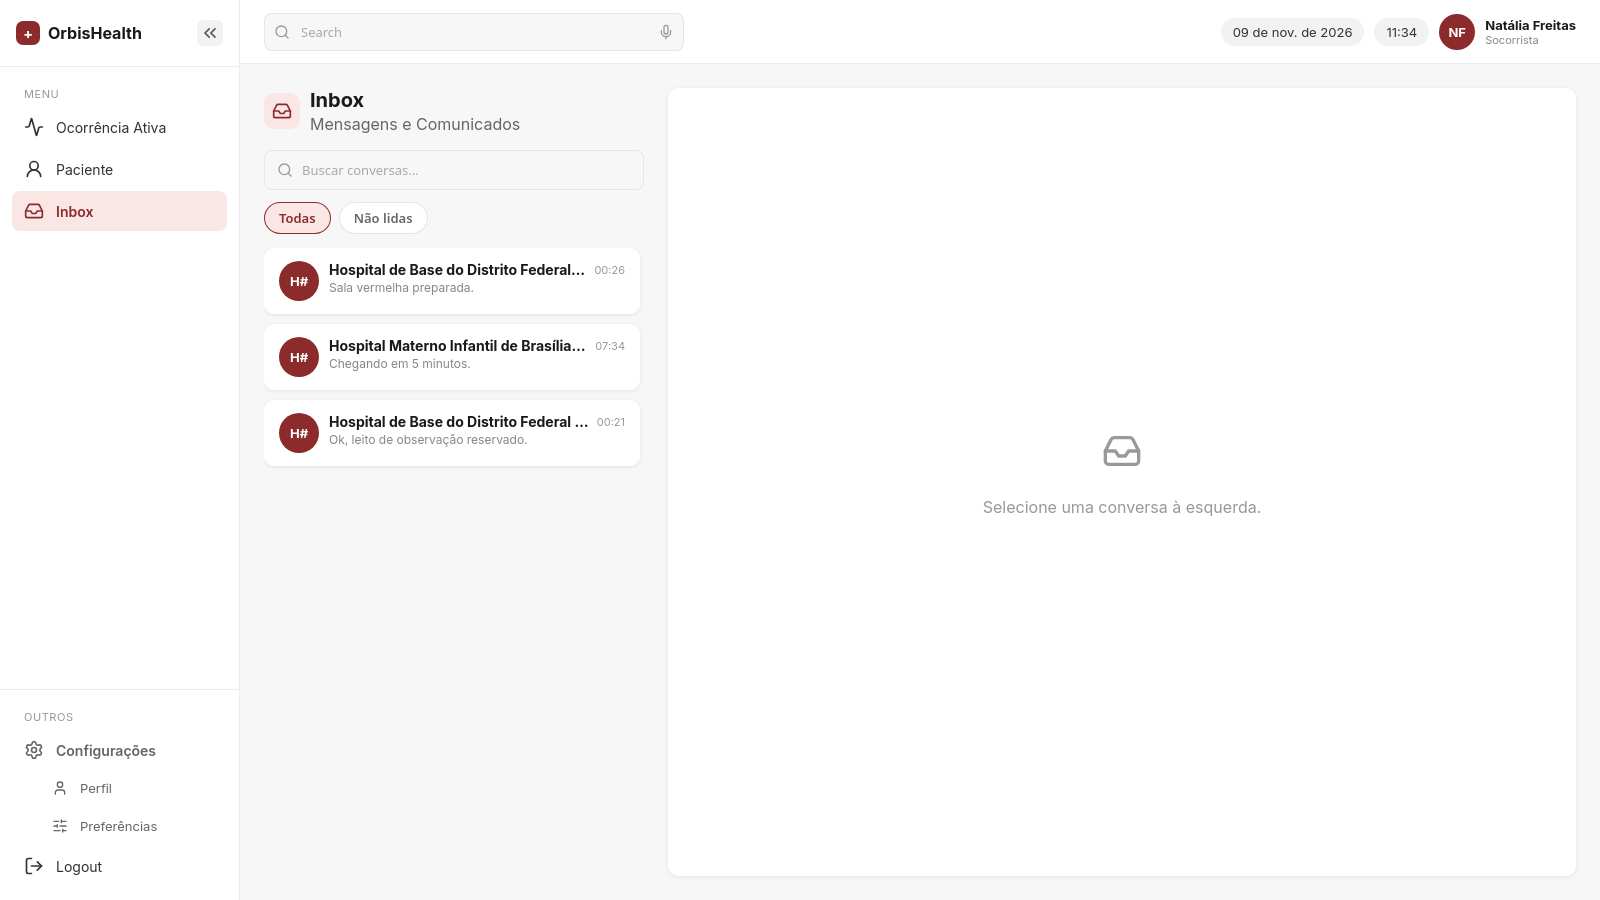 + OrbisHealth
MENU
Ocorrência Ativa
Paciente
Inbox
OUTROS
Configurações
Perfil
Preferências
Logout
Search
09 de nov. de 2026
11:34
NF
Natália Freitas
Socorrista
Inbox
Mensagens e Comunicados
Buscar conversas...
Todas
Não lidas
H#
Hospital de Base do Distrito Federal... 00:26
Sala vermelha preparada.
H#
Hospital Materno Infantil de Brasília... 07:34
Chegando em 5 minutos.
H#
Hospital de Base do Distrito Federal ... 00:21
Ok, leito de observação reservado.
Selecione uma conversa à esquerda.